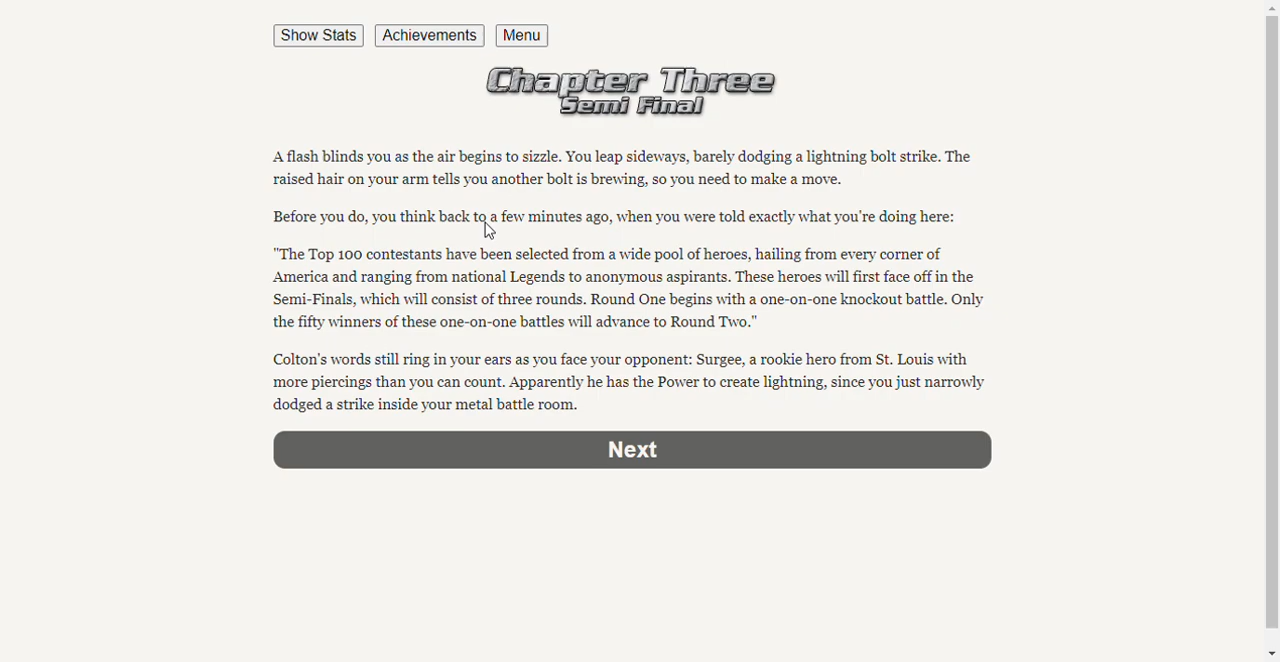 Show Stats Achievements Menu
Chapter Three
Semi Final
A flash blinds you as the air begins to sizzle. You leap sideways, barely dodging a lightning bolt strike. The
raised hair on your arm tells you another bolt is brewing, so you need to make a move.
Before you do, you think back to a few minutes ago, when you were told exactly what you're doing here:
"The Top 100 contestants have been selected from a wide pool of heroes, hailing from every corner of
America and ranging from national Legends to anonymous aspirants. These heroes will first face off in the
Semi-Finals, which will consist of three rounds. Round One begins with a one-on-one knockout battle. Only
the fifty winners of these one-on-one battles will advance to Round Two."
Colton's words still ring in your ears as you face your opponent: Surgee, a rookie hero from St. Louis with
more piercings than you can count. Apparently he has the Power to create lightning, since you just narrowly
dodged a strike inside your metal battle room.
Next